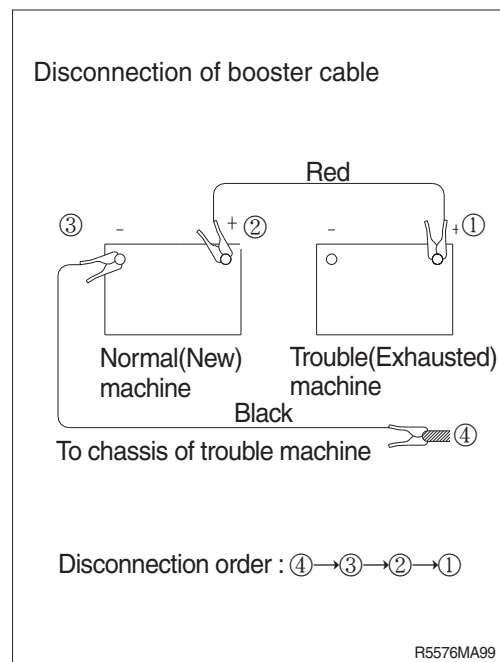 Disconnection of booster cable
Red
③ - + ② - + ①
Normal(New) machine
Trouble(Exhausted) machine
Black
④
To chassis of trouble machine
Disconnection order : ④→③→②→①
R5576MA99